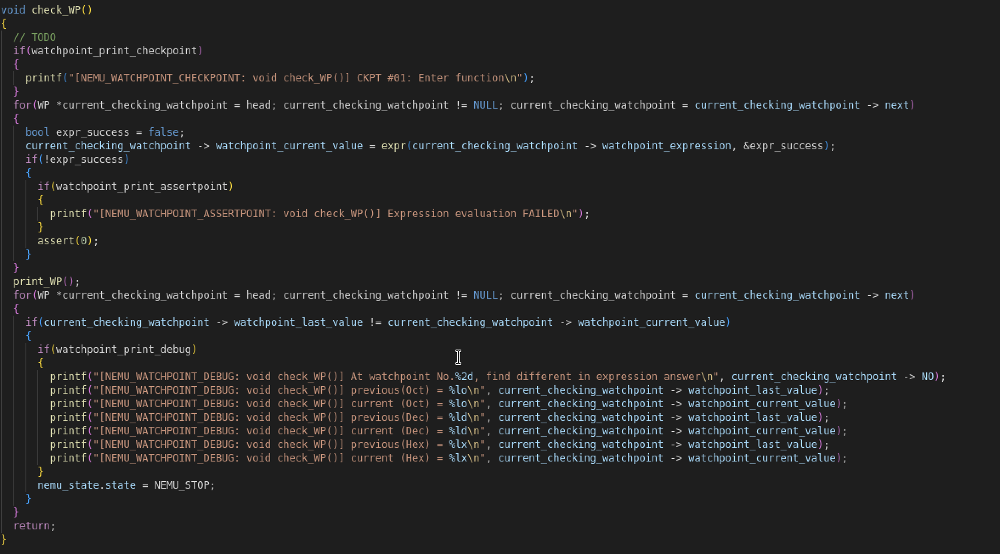 void check_WP()
{
  // TODO
  if(watchpoint_print_checkpoint)
  {
    printf("[NEMU_WATCHPOINT_CHECKPOINT: void check_WP()] CKPT #01: Enter function\n");
  }
  for(WP *current_checking_watchpoint = head; current_checking_watchpoint != NULL; current_checking_watchpoint = current_checking_watchpoint -> next)
  {
    bool expr_success = false;
    current_checking_watchpoint -> watchpoint_current_value = expr(current_checking_watchpoint -> watchpoint_expression, &expr_success);
    if(!expr_success)
    {
      if(watchpoint_print_assertpoint)
      {
        printf("[NEMU_WATCHPOINT_ASSERTPOINT: void check_WP()] Expression evaluation FAILED\n");
      }
      assert(0);
    }
  }
  print_WP();
  for(WP *current_checking_watchpoint = head; current_checking_watchpoint != NULL; current_checking_watchpoint = current_checking_watchpoint -> next)
  {
    if(current_checking_watchpoint -> watchpoint_last_value != current_checking_watchpoint -> watchpoint_current_value)
    {
      if(watchpoint_print_debug)
      {
        printf("[NEMU_WATCHPOINT_DEBUG: void check_WP()] At watchpoint No.%2d, find different in expression answer\n", current_checking_watchpoint -> NO);
        printf("[NEMU_WATCHPOINT_DEBUG: void check_WP()] previous(Oct) = %lo\n", current_checking_watchpoint -> watchpoint_last_value);
        printf("[NEMU_WATCHPOINT_DEBUG: void check_WP()] current (Oct) = %lo\n", current_checking_watchpoint -> watchpoint_current_value);
        printf("[NEMU_WATCHPOINT_DEBUG: void check_WP()] previous(Dec) = %ld\n", current_checking_watchpoint -> watchpoint_last_value);
        printf("[NEMU_WATCHPOINT_DEBUG: void check_WP()] current (Dec) = %ld\n", current_checking_watchpoint -> watchpoint_current_value);
        printf("[NEMU_WATCHPOINT_DEBUG: void check_WP()] previous(Hex) = %lx\n", current_checking_watchpoint -> watchpoint_last_value);
        printf("[NEMU_WATCHPOINT_DEBUG: void check_WP()] current (Hex) = %lx\n", current_checking_watchpoint -> watchpoint_current_value);
      }
      nemu_state.state = NEMU_STOP;
    }
  }
  return;
}